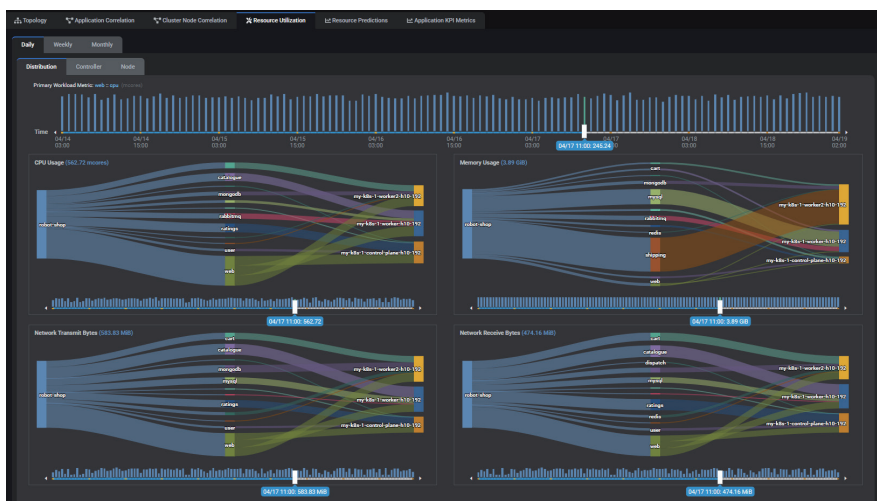 Topology Application Correlation Cluster Node Correlation Resource Utilization Resource Predictions Application KPI Metrics
Daily Weekly Monthly
Distribution Controller Node
Primary Workload Metric: web :: cpu (mcores)
Time
04/14 04/14 04/15 04/15 04/16 04/16 04/17 04/17 04/18 04/18 04/19
03:00 15:00 03:00 15:00 03:00 15:00 03:00 03:00 15:00 02:00
04/17 11:00: 245.24
CPU Usage (562.72 mcores)
robot-shop
catalogue
mongodb
rabbitmq
ratings
user
web
my-k8s-1-worker2-h10-192
my-k8s-1-worker-h10-192
my-k8s-1-control-plane-h10-192
04/17 11:00: 562.72
Memory Usage (3.89 GiB)
robot-shop
cart
mongodb
mysql
rabbitmq
redis
shipping
web
my-k8s-1-worker2-h10-192
my-k8s-1-worker-h10-192
my-k8s-1-control-plane-h10-192
04/17 11:00: 3.89 GiB
Network Transmit Bytes (583.83 MiB)
robot-shop
cart
catalogue
mongodb
mysql
ratings
user
web
my-k8s-1-worker2-h10-192
my-k8s-1-worker-h10-192
my-k8s-1-control-plane-h10-192
04/17 11:00: 583.83 MiB
Network Receive Bytes (474.16 MiB)
robot-shop
cart
catalogue
dispatch
mysql
ratings
redis
user
web
my-k8s-1-worker2-h10-192
my-k8s-1-worker-h10-192
my-k8s-1-control-plane-h10-192
04/17 11:00: 474.16 MiB